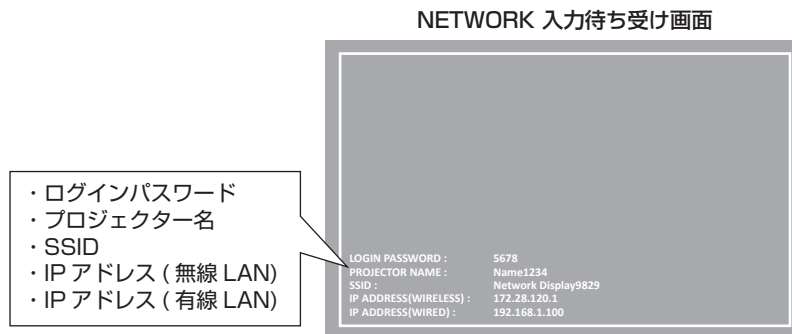 NETWORK 入力待ち受け画面
・ログインパスワード
・プロジェクター名
・SSID
・IP アドレス ( 無線 LAN)
・IP アドレス ( 有線 LAN)
LOGIN PASSWORD : 5678
PROJECTOR NAME : Name1234
SSID : Network Display9829
IP ADDRESS(WIRELESS) : 172.28.120.1
IP ADDRESS(WIRED) : 192.168.1.100